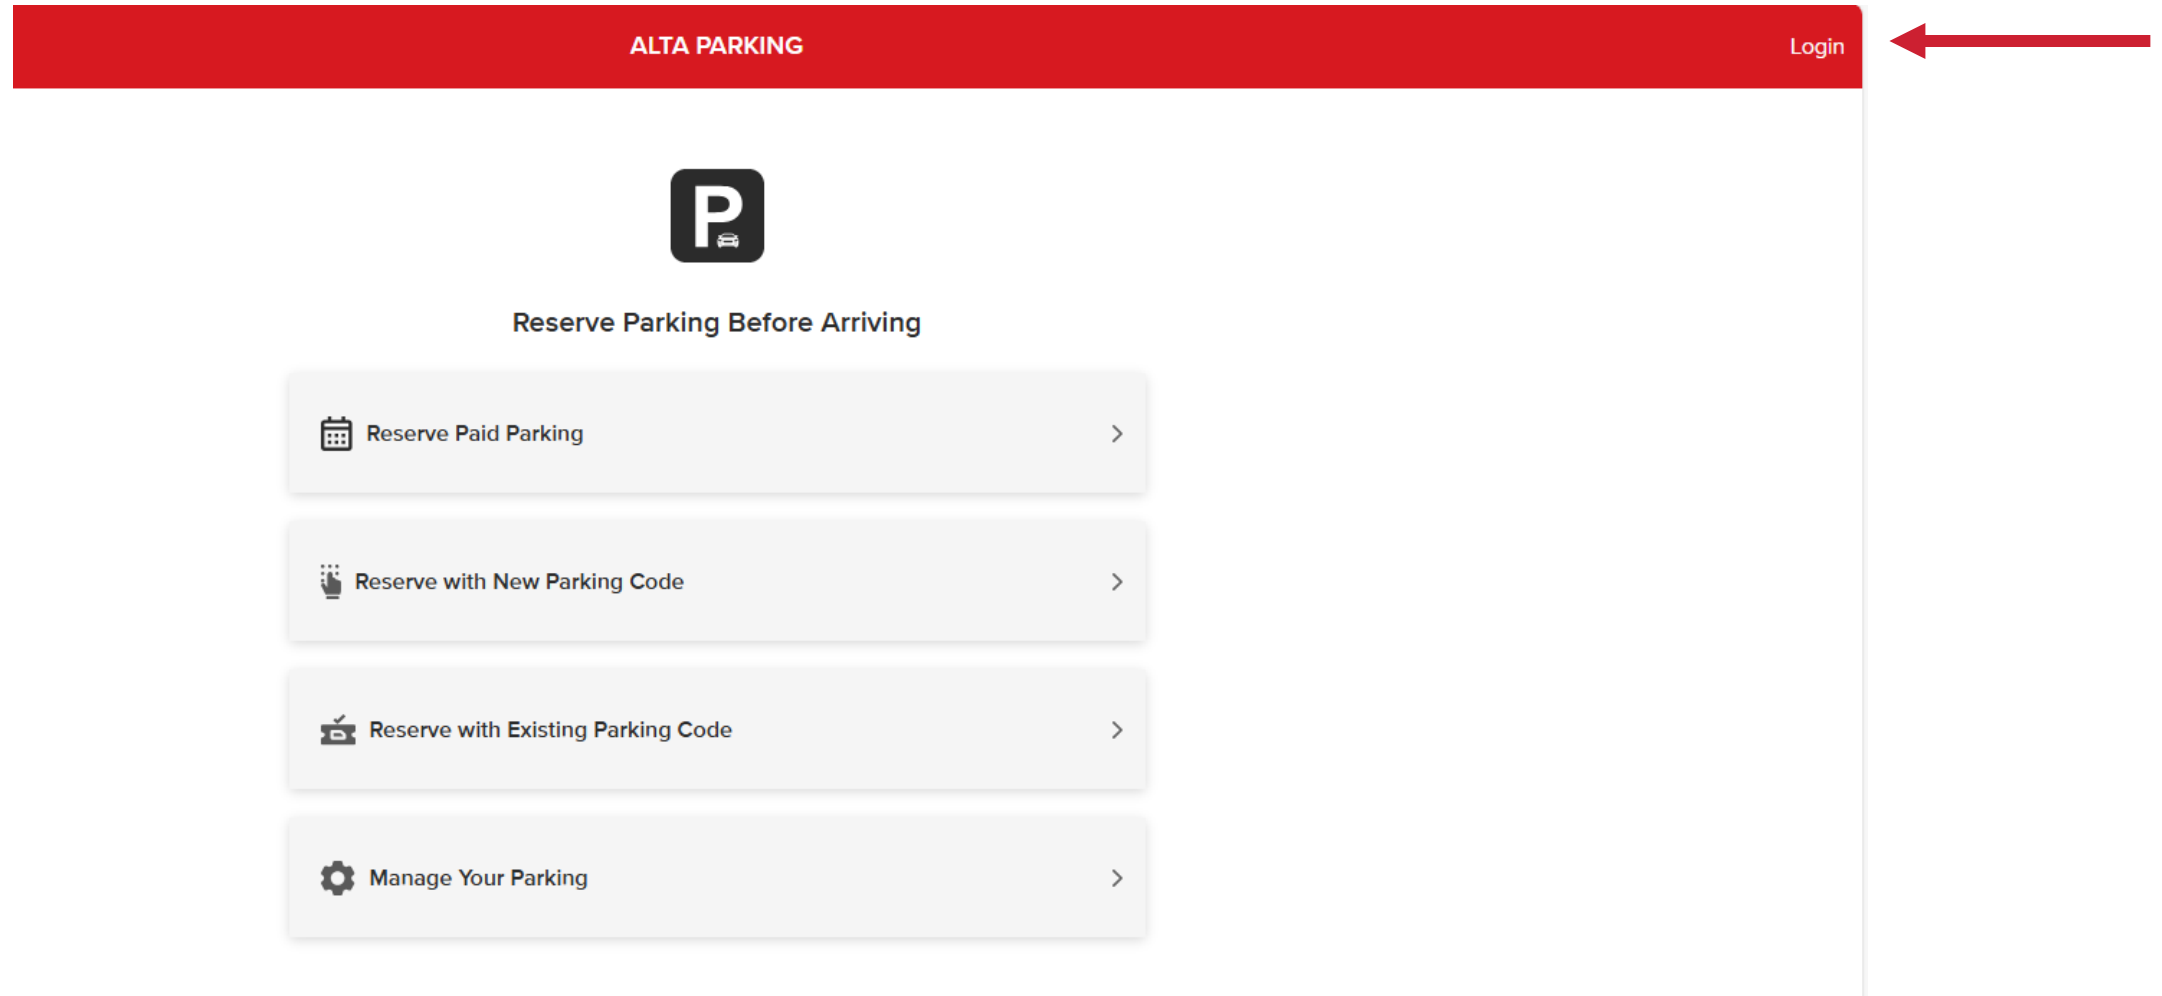 ALTA PARKING
Login
P
Reserve Parking Before Arriving
Reserve Paid Parking
Reserve with New Parking Code
Reserve with Existing Parking Code
Manage Your Parking